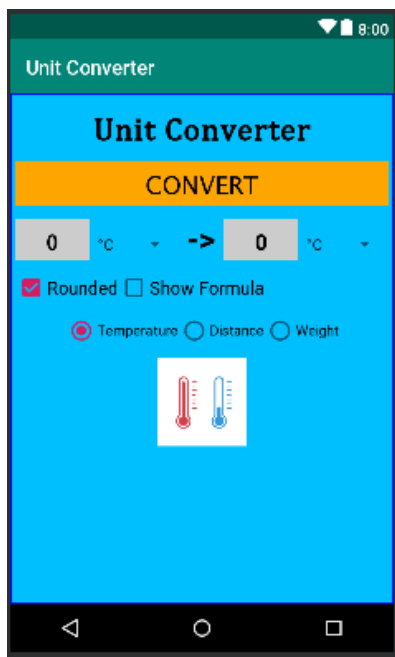 8:00
Unit Converter
Unit Converter
CONVERT
0 °C -> 0 °C
Rounded Show Formula
Temperature Distance Weight